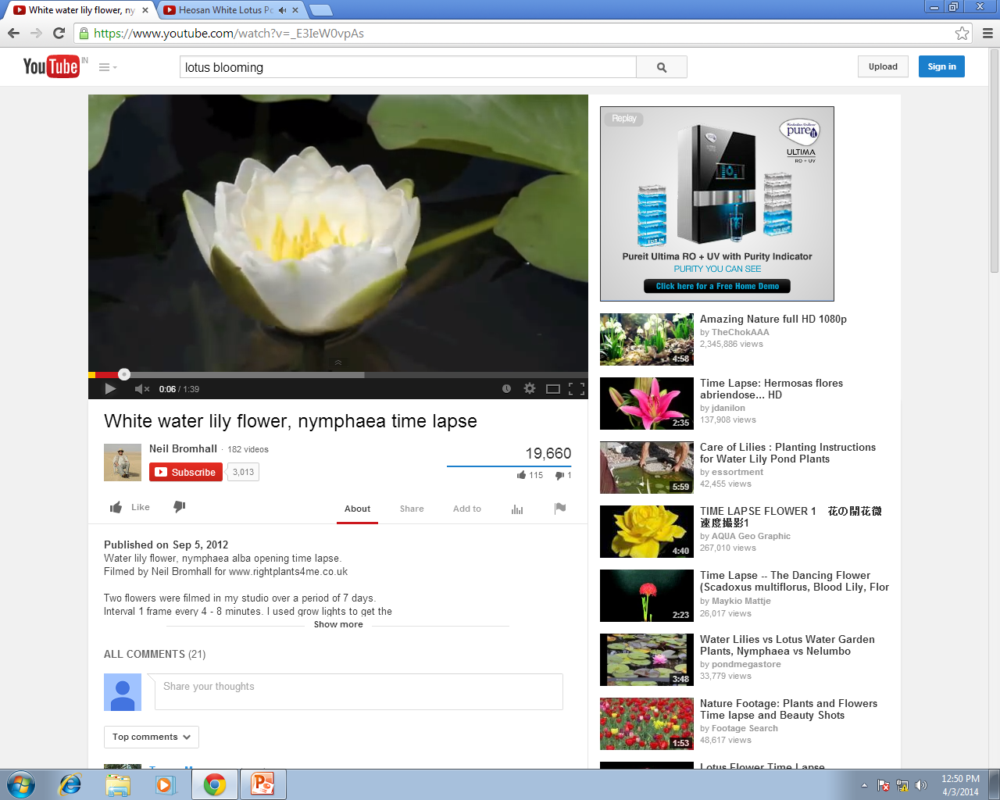 White water lily flower, ny
Heosan White Lotus Po
https://www.youtube.com/watch?v=_E3IeW0vpAs
YouTube IN
lotus blooming
Upload
Sign in
Replay
pureit
ULTIMA
RO + UV
Pureit Ultima RO + UV with Purity Indicator
PURITY YOU CAN SEE
Click here for a Free Home Demo
0:06 / 1:39
White water lily flower, nymphaea time lapse
Neil Bromhall · 182 videos
Subscribe 3,013
19,660
115 1
Like
About
Share
Add to
Published on Sep 5, 2012
Water lily flower, nymphaea alba opening time lapse.
Filmed by Neil Bromhall for www.rightplants4me.co.uk
Two flowers were filmed in my studio over a period of 7 days.
Interval 1 frame every 4 - 8 minutes. I used grow lights to get the
Show more
ALL COMMENTS (21)
Share your thoughts
Top comments
Amazing Nature full HD 1080p
by TheChokAAA
2,345,886 views
4:58
Time Lapse: Hermosas flores
abriendose... HD
by jdanilon
137,908 views
2:35
Care of Lilies : Planting Instructions
for Water Lily Pond Plants
by essortment
42,455 views
5:59
TIME LAPSE FLOWER 1 花の開花微
速度撮影1
by AQUA Geo Graphic
267,010 views
4:40
Time Lapse -- The Dancing Flower
(Scadoxus multiflorus, Blood Lily, Flor
by Maykio Mattje
26,017 views
2:23
Water Lilies vs Lotus Water Garden
Plants, Nymphaea vs Nelumbo
by pondmegastore
33,779 views
3:48
Nature Footage: Plants and Flowers
Time lapse and Beauty Shots
by Footage Search
48,617 views
1:53
Lotus Flower Time Lapse
12:50 PM
4/3/2014